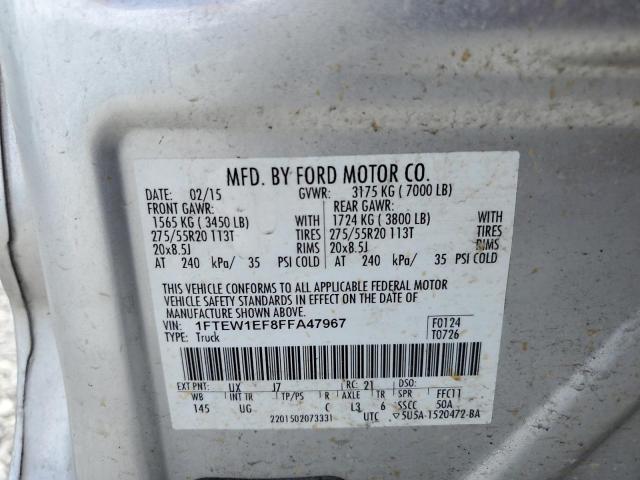 MFD. BY FORD MOTOR CO.
DATE: 02/15 GVWR: 3175 KG ( 7000 LB)
FRONT GAWR: REAR GAWR:
1565 KG ( 3450 LB) WITH 1724 KG ( 3800 LB) WITH
275/55R20 113T TIRES 275/55R20 113T TIRES
20x8.5J RIMS 20x8.5J RIMS
AT 240 kPa/ 35 PSI COLD AT 240 kPa/ 35 PSI COLD
THIS VEHICLE CONFORMS TO ALL APPLICABLE FEDERAL MOTOR
VEHICLE SAFETY STANDARDS IN EFFECT ON THE DATE OF
MANUFACTURE SHOWN ABOVE.
VIN: 1FTEW1EF8FFA47967 F0124
TYPE: Truck T0726
EXT PNT: UX J7 RC: 21 DSO:
WB INT TR TP/PS R AXLE TR SPR FFC11
145 UG C L3 6 SSCC 50A
2201502073331 UTC ▽5U5A-1520472-BA